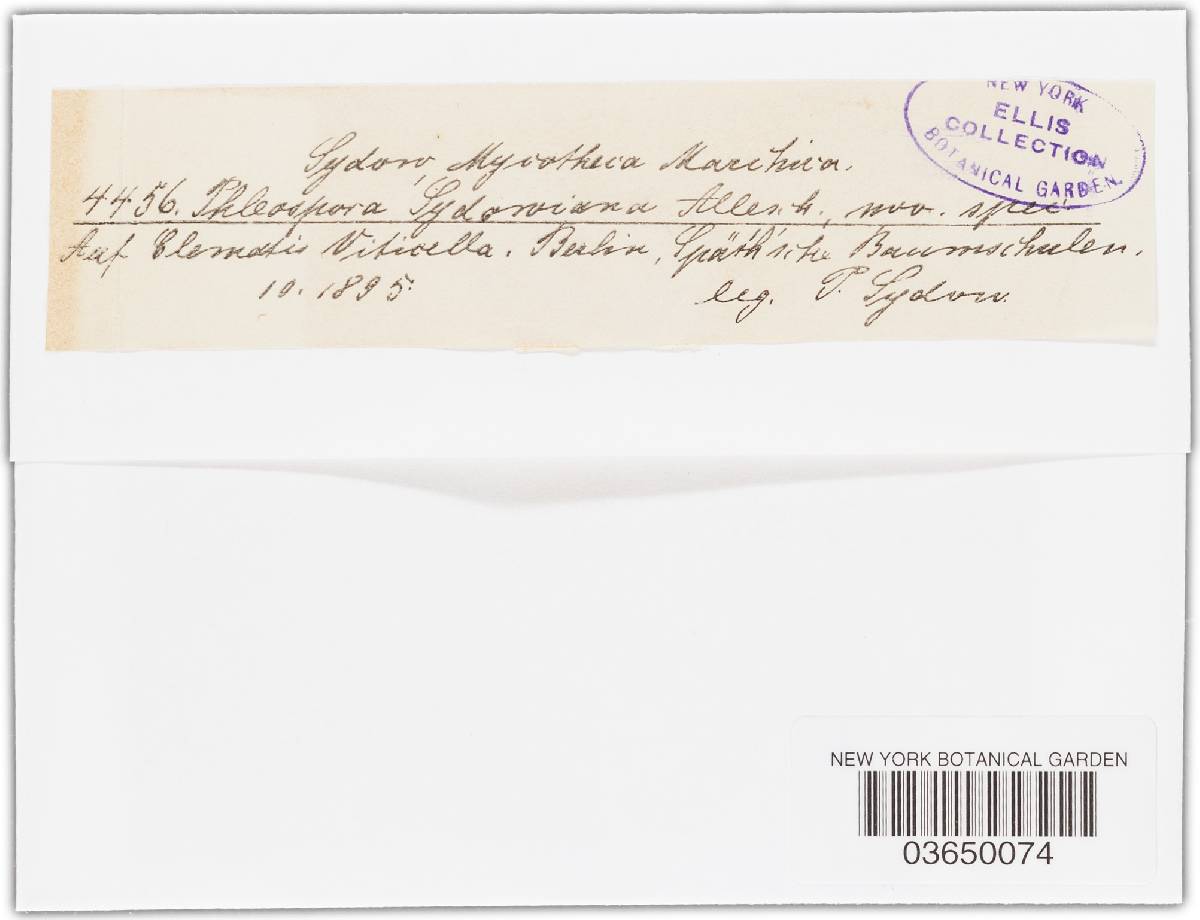 NEW YORK
ELLIS
COLLECTION
BOTANICAL GARDEN.
Sydow, Mycotheca Marchica.
4456. Phleospora Sydowiana Allesch., nov. spec.
Auf Clematis Viticella. Berlin, Späth'sche Baumschulen.
10. 1895. leg. P. Sydow.
NEW YORK BOTANICAL GARDEN
03650074